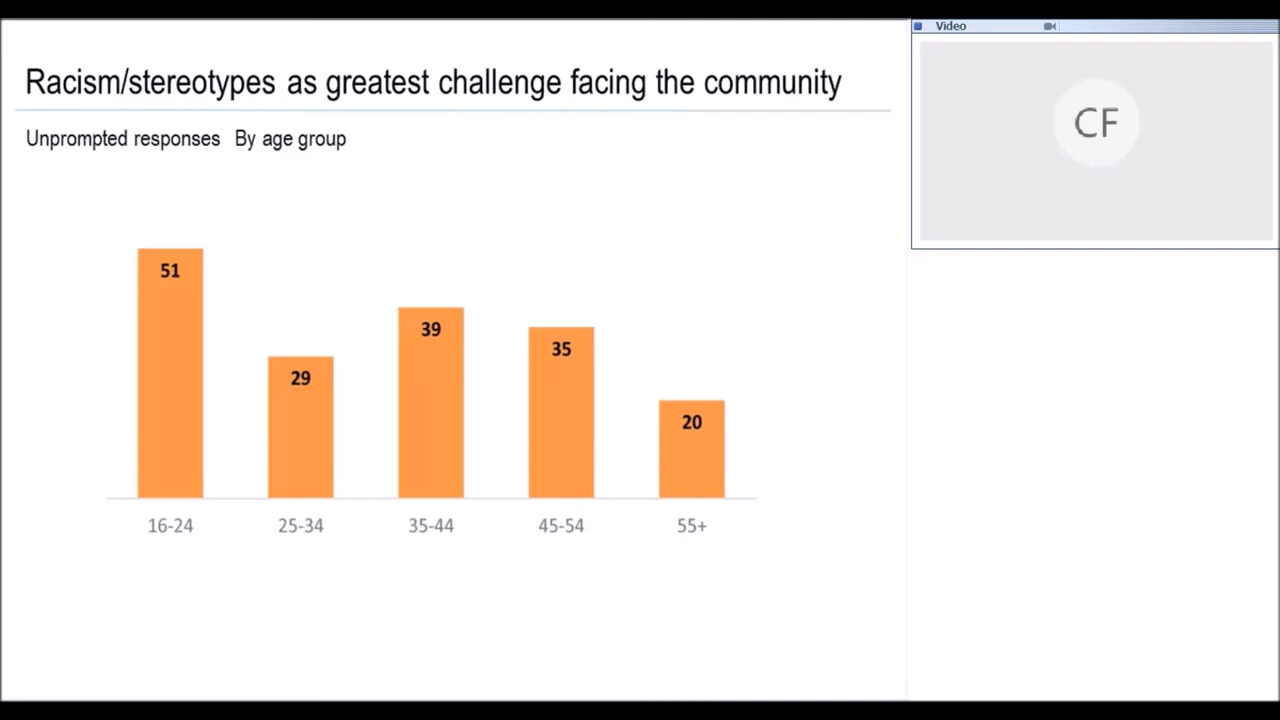 Racism/stereotypes as greatest challenge facing the community
Unprompted responses By age group
51
29
39
35
20
16-24
25-34
35-44
45-54
55+
Video
CF